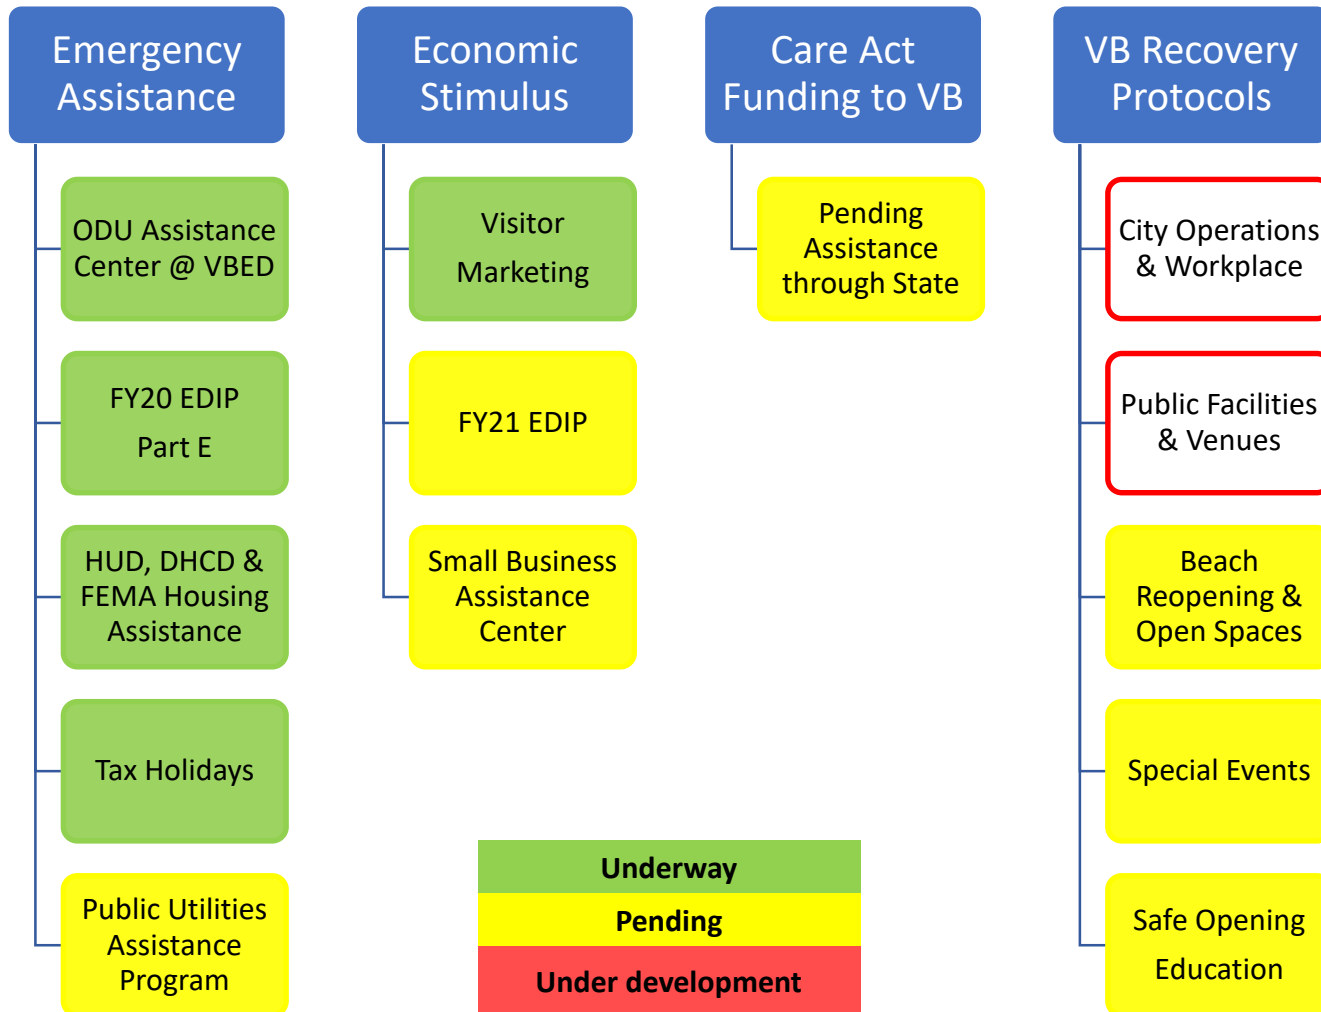 Emergency
Assistance
ODU Assistance
Center @ VBED
FY20 EDIP
Part E
HUD, DHCD &
FEMA Housing
Assistance
Tax Holidays
Public Utilities
Assistance
Program
Economic
Stimulus
Visitor
Marketing
FY21 EDIP
Small Business
Assistance
Center
Care Act
Funding to VB
Pending
Assistance
through State
VB Recovery
Protocols
City Operations
& Workplace
Public Facilities
& Venues
Beach
Reopening &
Open Spaces
Special Events
Safe Opening
Education
Underway
Pending
Under development